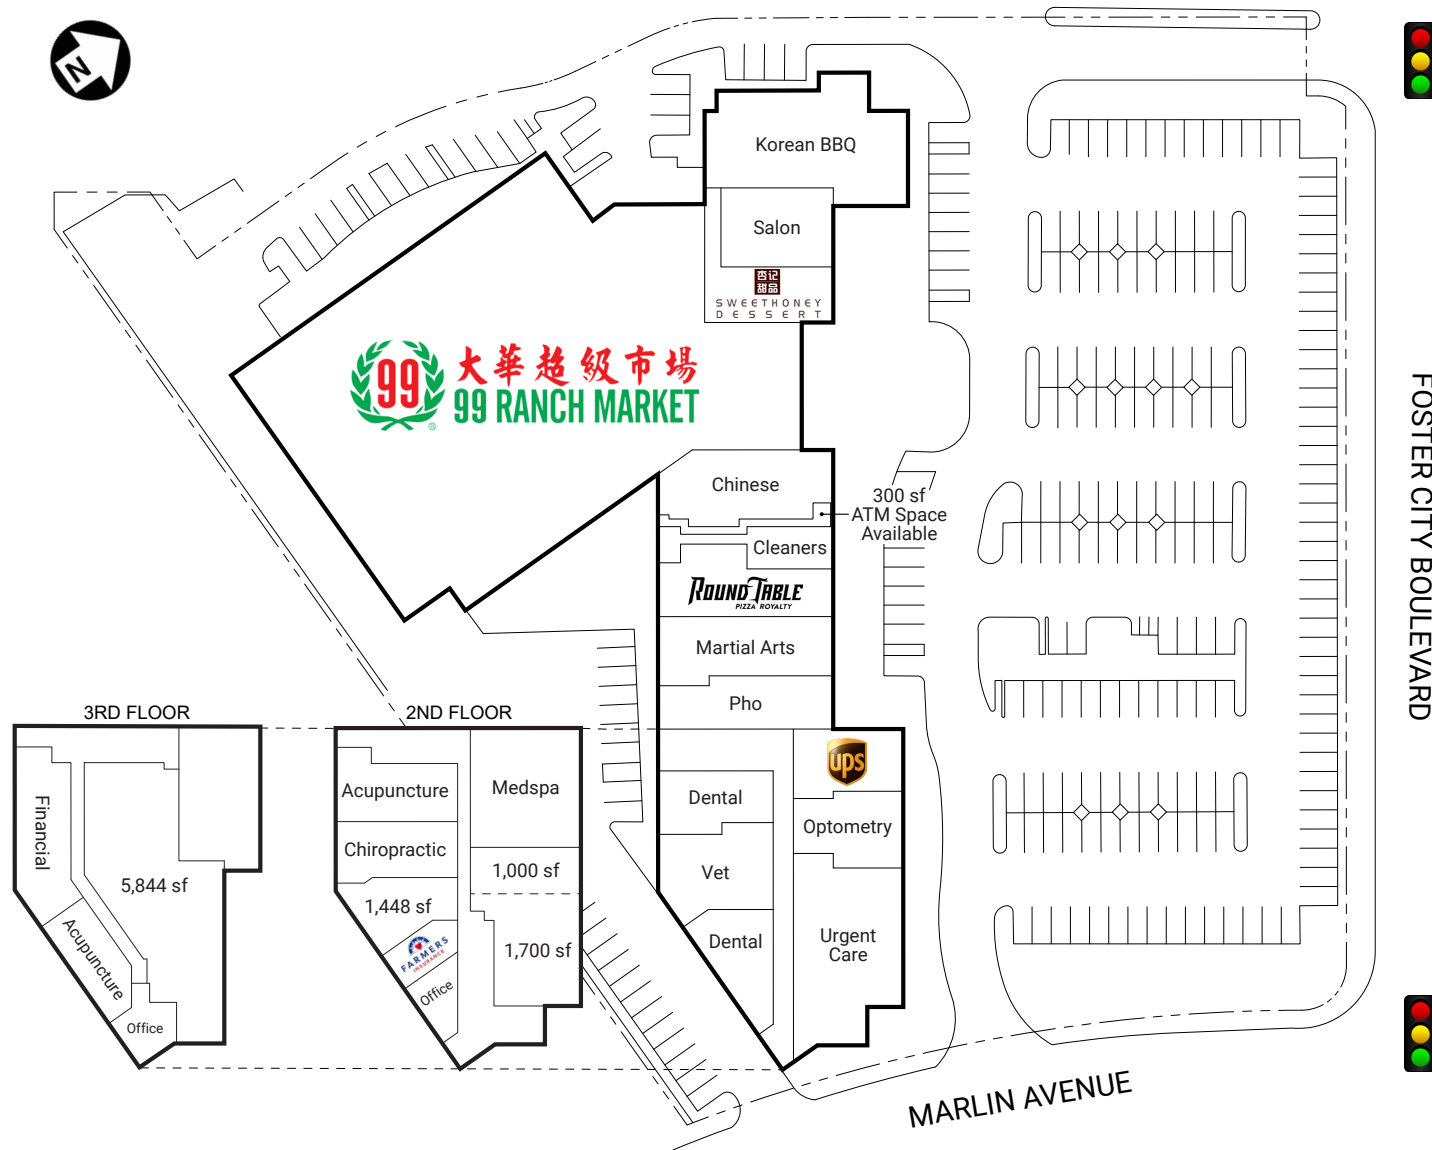 N
Korean BBQ
Salon
杏记
甜品
SWEETHONEY
DESSERT
99
大華超級市場
99 RANCH MARKET
®
Chinese
300 sf
ATM Space
Available
Cleaners
ROUND TABLE
PIZZA ROYALTY
Martial Arts
Pho
ups
Dental
Optometry
Vet
Dental
Urgent
Care
3RD FLOOR
Financial
5,844 sf
Acupuncture
Office
2ND FLOOR
Acupuncture
Medspa
Chiropractic
1,000 sf
1,448 sf
FARMERS
INSURANCE
1,700 sf
Office
FOSTER CITY BOULEVARD
MARLIN AVENUE